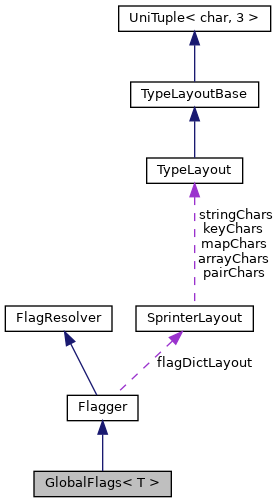 UniTuple< char, 3 >
TypeLayoutBase
TypeLayout
stringChars
keyChars
mapChars
arrayChars
pairChars
FlagResolver
SprinterLayout
flagDictLayout
Flagger
GlobalFlags< T >